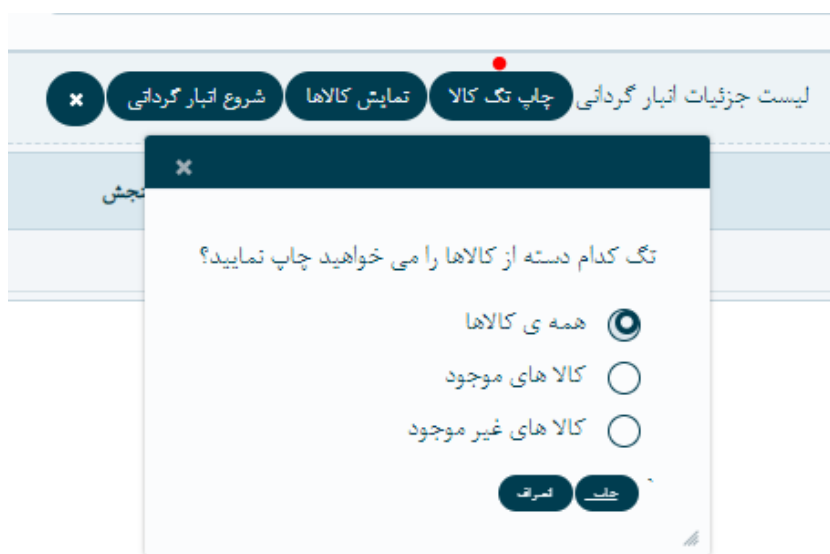 لیست جزئیات انبار گردانی چاپ تگ کالا نمایش کالاها شروع انبار گردانی ×
×
نجش
تگ کدام دسته از کالاها را می خواهید چاپ نمایید؟
همه ی کالاها
کالا های موجود
کالا های غیر موجود
چاپ انصراف